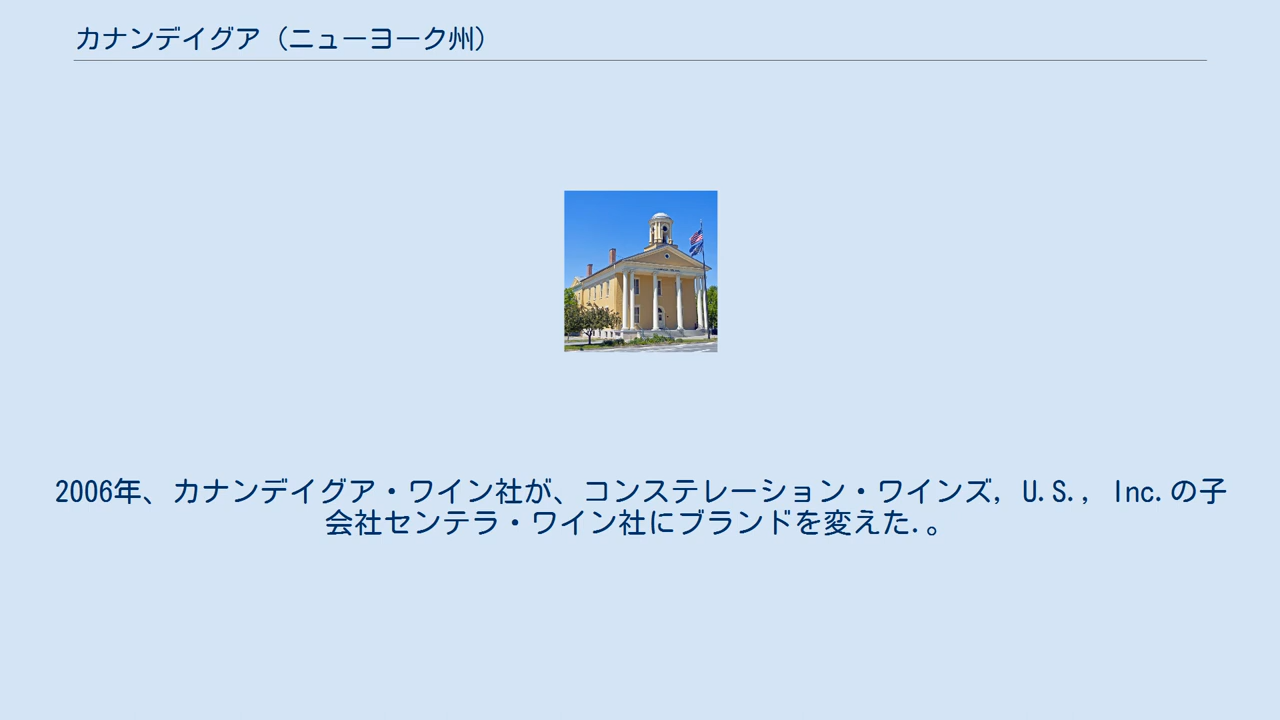 カナンデイグア（ニューヨーク州）
2006年、カナンデイグア・ワイン社が、コンステレーション・ワインズ, U.S., Inc.の子
会社センテラ・ワイン社にブランドを変えた.。